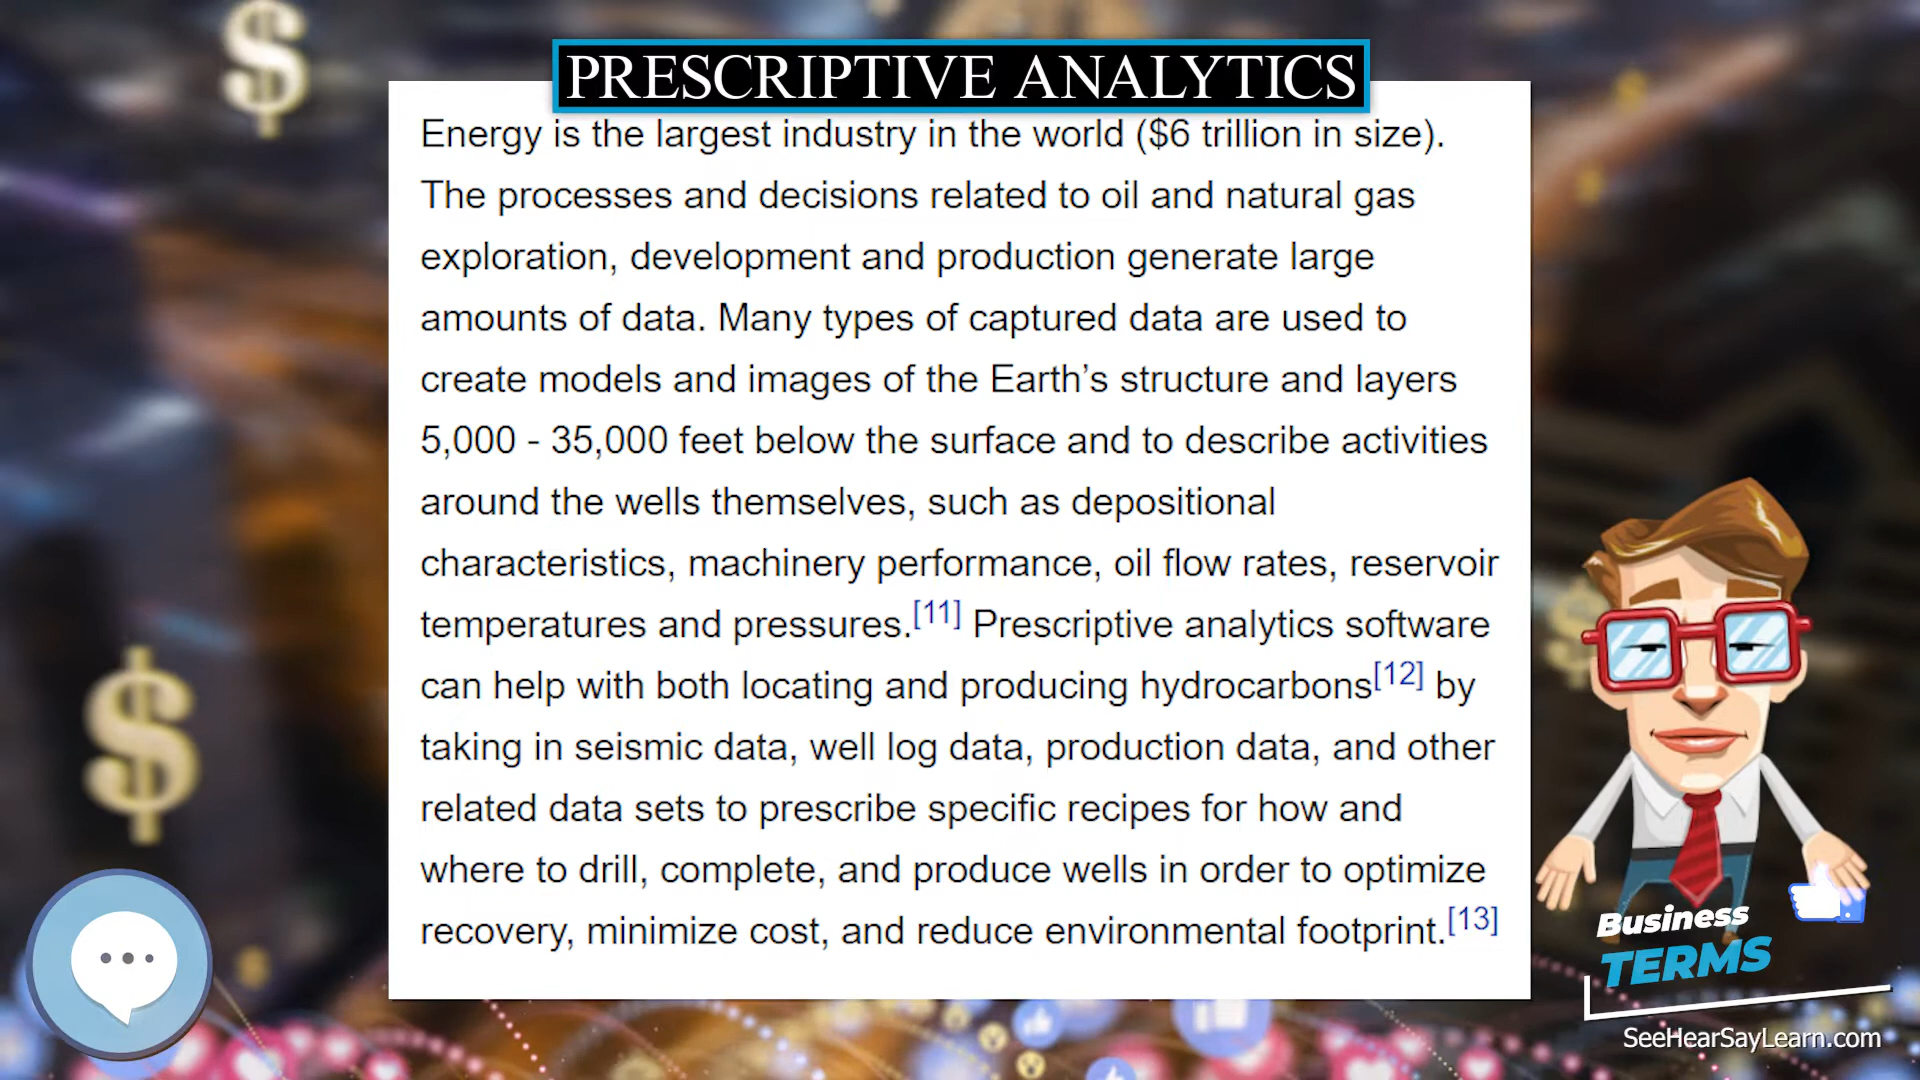 PRESCRIPTIVE ANALYTICS
Energy is the largest industry in the world ($6 trillion in size).
The processes and decisions related to oil and natural gas
exploration, development and production generate large
amounts of data. Many types of captured data are used to
create models and images of the Earth’s structure and layers
5,000 - 35,000 feet below the surface and to describe activities
around the wells themselves, such as depositional
characteristics, machinery performance, oil flow rates, reservoir
temperatures and pressures.[11] Prescriptive analytics software
can help with both locating and producing hydrocarbons[12] by
taking in seismic data, well log data, production data, and other
related data sets to prescribe specific recipes for how and
where to drill, complete, and produce wells in order to optimize
recovery, minimize cost, and reduce environmental footprint.[13]
Business
TERMS
SeeHearSayLearn.com